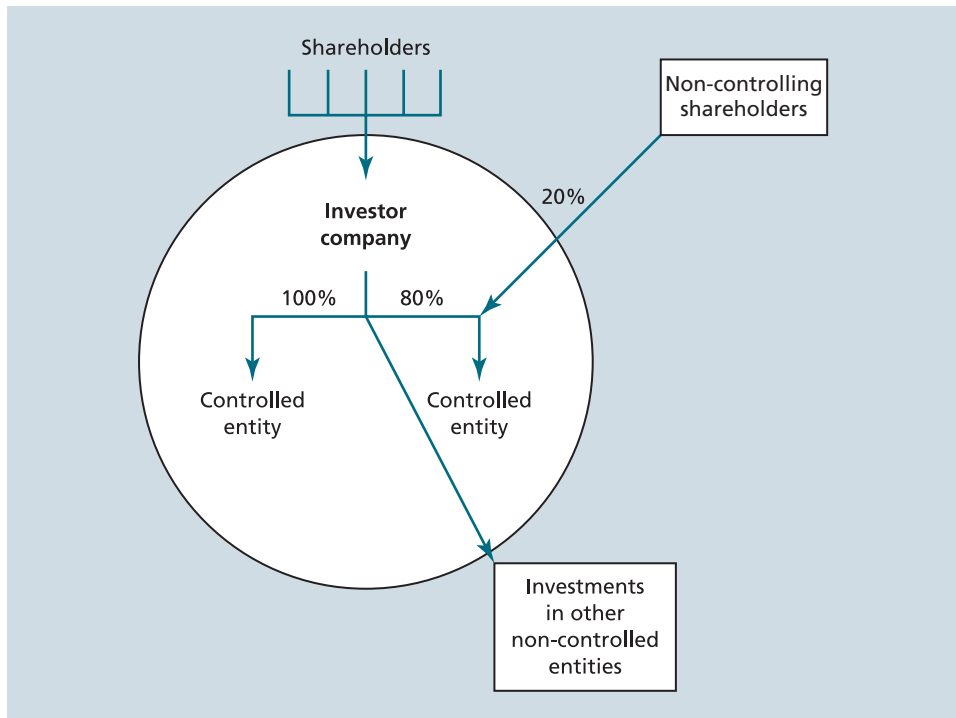 Shareholders
Non-controlling
shareholders
20%
Investor
company
100%
80%
Controlled
entity
Controlled
entity
Investments
in other
non-controlled
entities